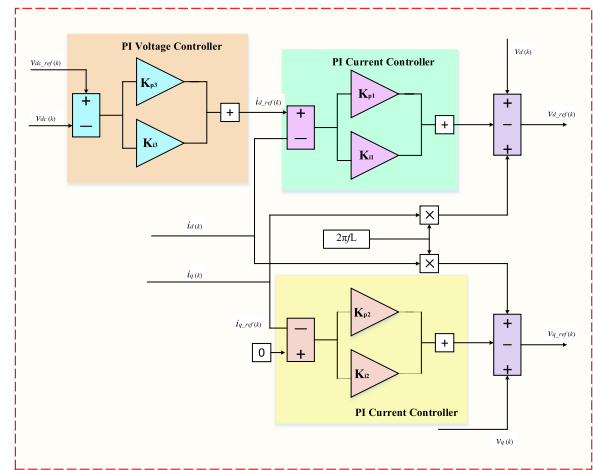 PI Voltage Controller
Vdc_ref(k)
Vdc(k)
+
−
Kp3
Ki3
+
id_ref(k)
PI Current Controller
+
−
Kp1
Ki1
+
Vd(k)
+
−
+
Vd_ref(k)
id(k)
iq(k)
2πfL
×
×
iq_ref(k)
0
−
+
Kp2
Ki2
+
PI Current Controller
+
−
+
Vq_ref(k)
Vq(k)